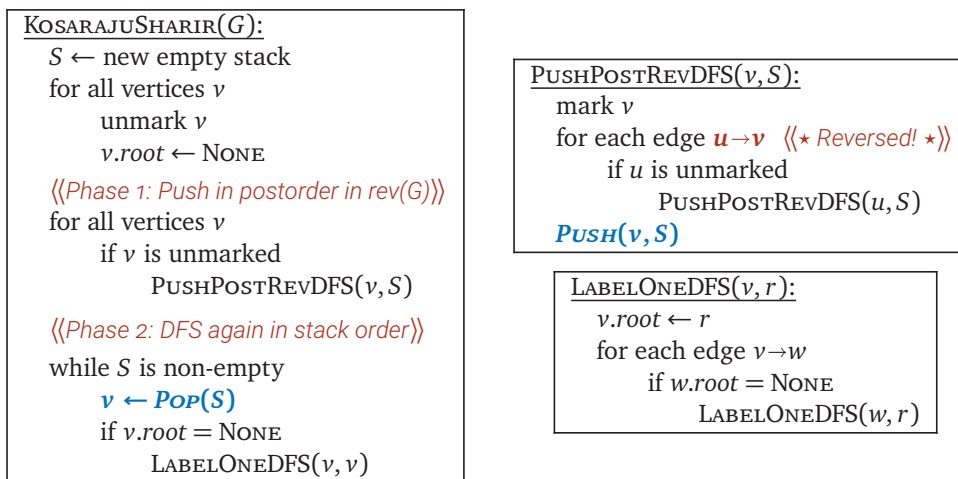 KOSARAJUSHARIR(G):
S ← new empty stack
for all vertices v
unmark v
v.root ← NONE
⟪Phase 1: Push in postorder in rev(G)⟫
for all vertices v
if v is unmarked
PUSHPOSTREVDFS(v, S)
⟪Phase 2: DFS again in stack order⟫
while S is non-empty
v ← POP(S)
if v.root = NONE
LABELONEDFS(v, v)
PUSHPOSTREVDFS(v, S):
mark v
for each edge u→v ⟪★ Reversed! ★⟫
if u is unmarked
PUSHPOSTREVDFS(u, S)
PUSH(v, S)
LABELONEDFS(v, r):
v.root ← r
for each edge v→w
if w.root = NONE
LABELONEDFS(w, r)